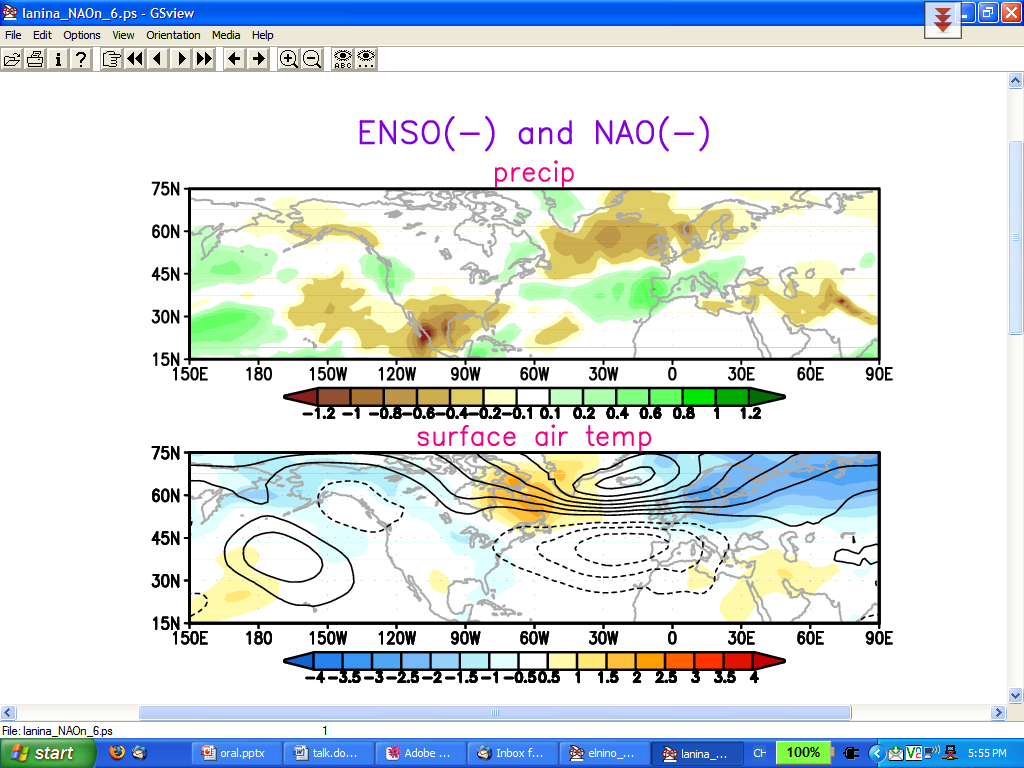 lanina_NAOn_6.ps - GSview
File Edit Options View Orientation Media Help
ABC
ENSO(−) and NAO(−)
precip
75N
60N
45N
30N
15N
150E 180 150W 120W 90W 60W 30W 0 30E 60E 90E
−1.2 −1 −0.8 −0.6 −0.4 −0.2 −0.1 0.1 0.2 0.4 0.6 0.8 1 1.2
surface air temp
75N
60N
45N
30N
15N
150E 180 150W 120W 90W 60W 30W 0 30E 60E 90E
−4 −3.5 −3 −2.5 −2 −1.5 −1 −0.5 0.5 1 1.5 2 2.5 3 3.5 4
File: lanina_NAOn_6.ps 1
start oral.pptx talk.do... Adobe ... Inbox f... elnino_... lanina_... CH 100% 5:55 PM